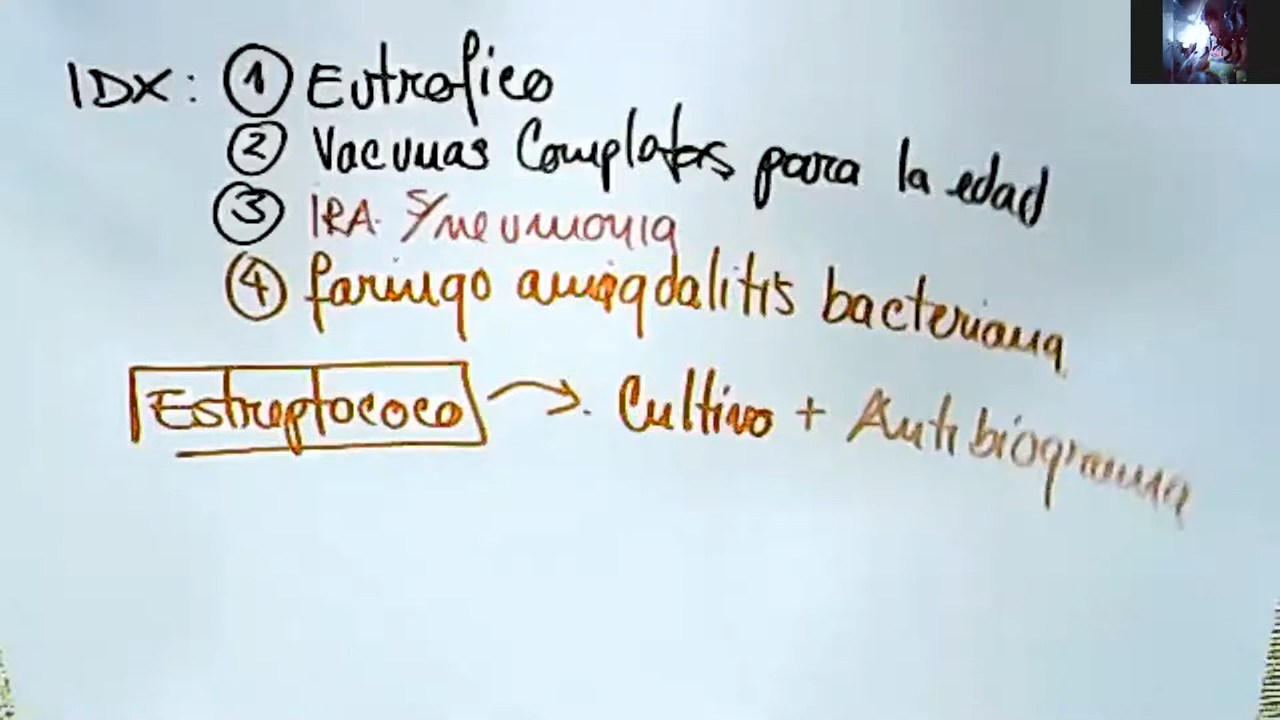 IDX: ① Eutrofico
② Vacunas Completas para la edad
③ IRA. S/neumonia
④ faringo amigdalitis bacteriana
Estreptococo → Cultivo + Antibiograma